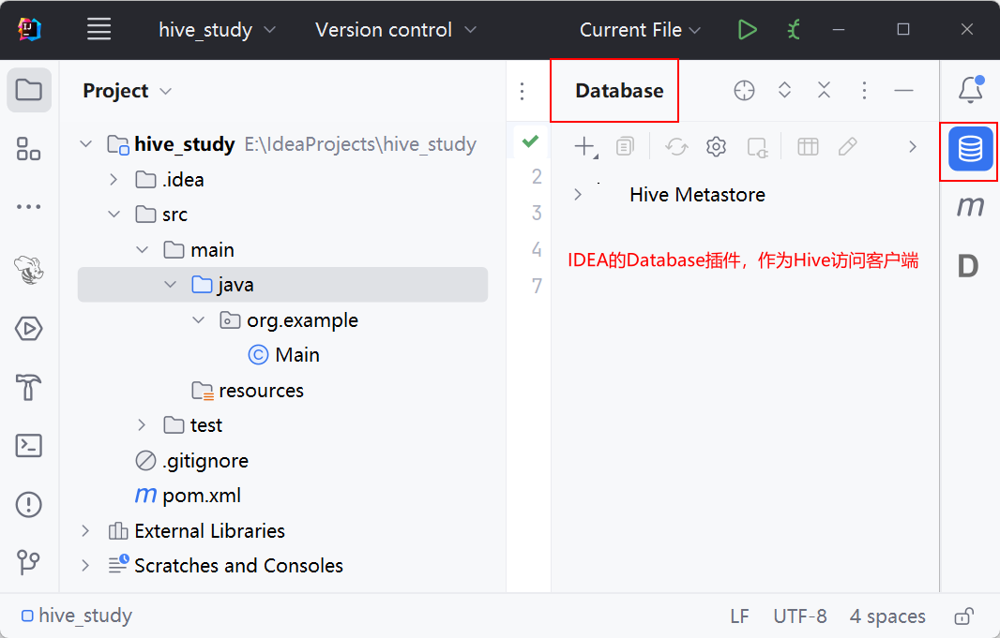 hive_study
Version control
Current File
Project
Database
hive_study E:\IdeaProjects\hive_study
.idea
src
main
java
org.example
Main
resources
test
.gitignore
pom.xml
External Libraries
Scratches and Consoles
2
3
4
7
Hive Metastore
IDEA的Database插件，作为Hive访问客户端
m
D
hive_study
LF
UTF-8
4 spaces